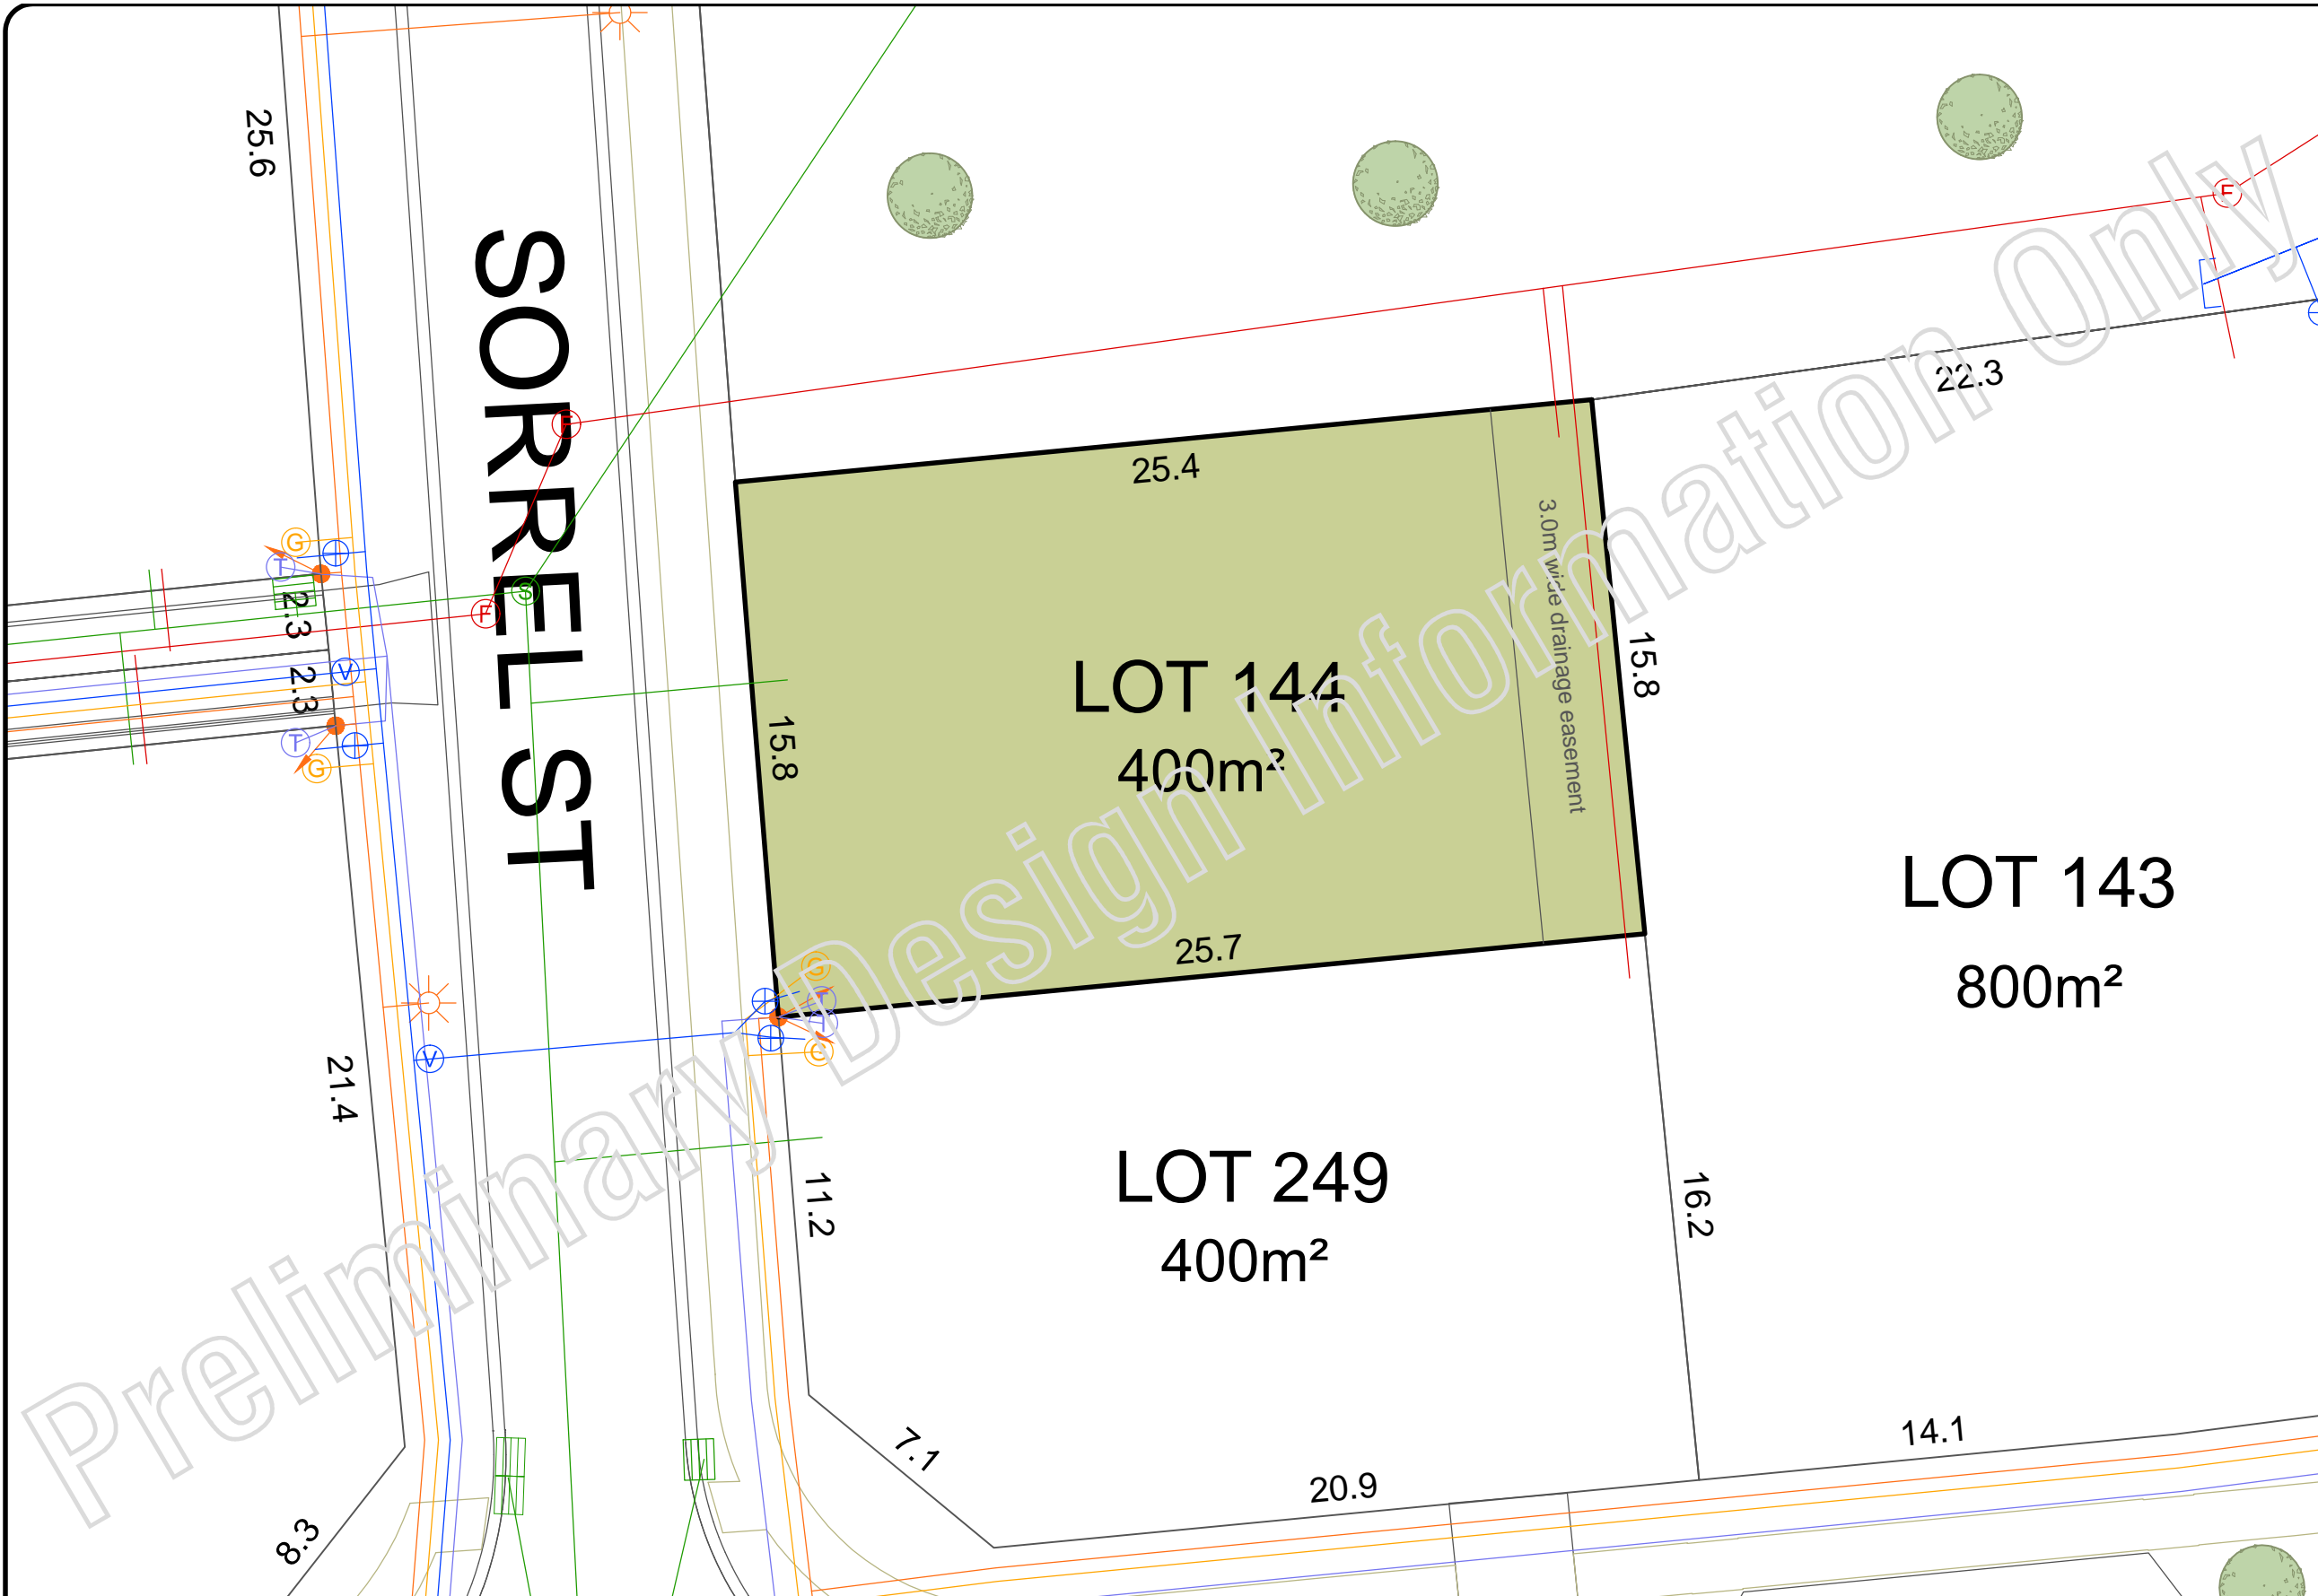 25.6
SORREL ST
22.3
25.4
G
T
2.3
2.3
V
T
G
F
S
F
F
LOT 144
400m²
15.8
15.8
3.0m wide drainage easement
25.7
LOT 143
800m²
G
T
T
G
V
21.4
11.2
LOT 249
400m²
16.2
7.1
20.9
14.1
8.3
Preliminary Design Information Only